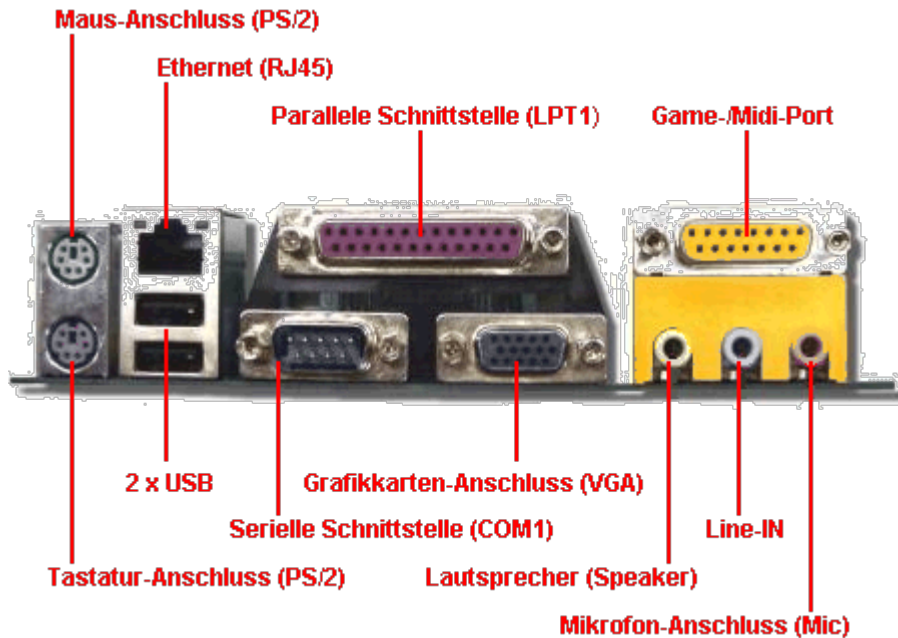 Maus-Anschluss (PS/2)
Ethernet (RJ45)
Parallele Schnittstelle (LPT1)
Game-/Midi-Port
2 x USB
Grafikkarten-Anschluss (VGA)
Serielle Schnittstelle (COM1)
Line-IN
Tastatur-Anschluss (PS/2)
Lautsprecher (Speaker)
Mikrofon-Anschluss (Mic)